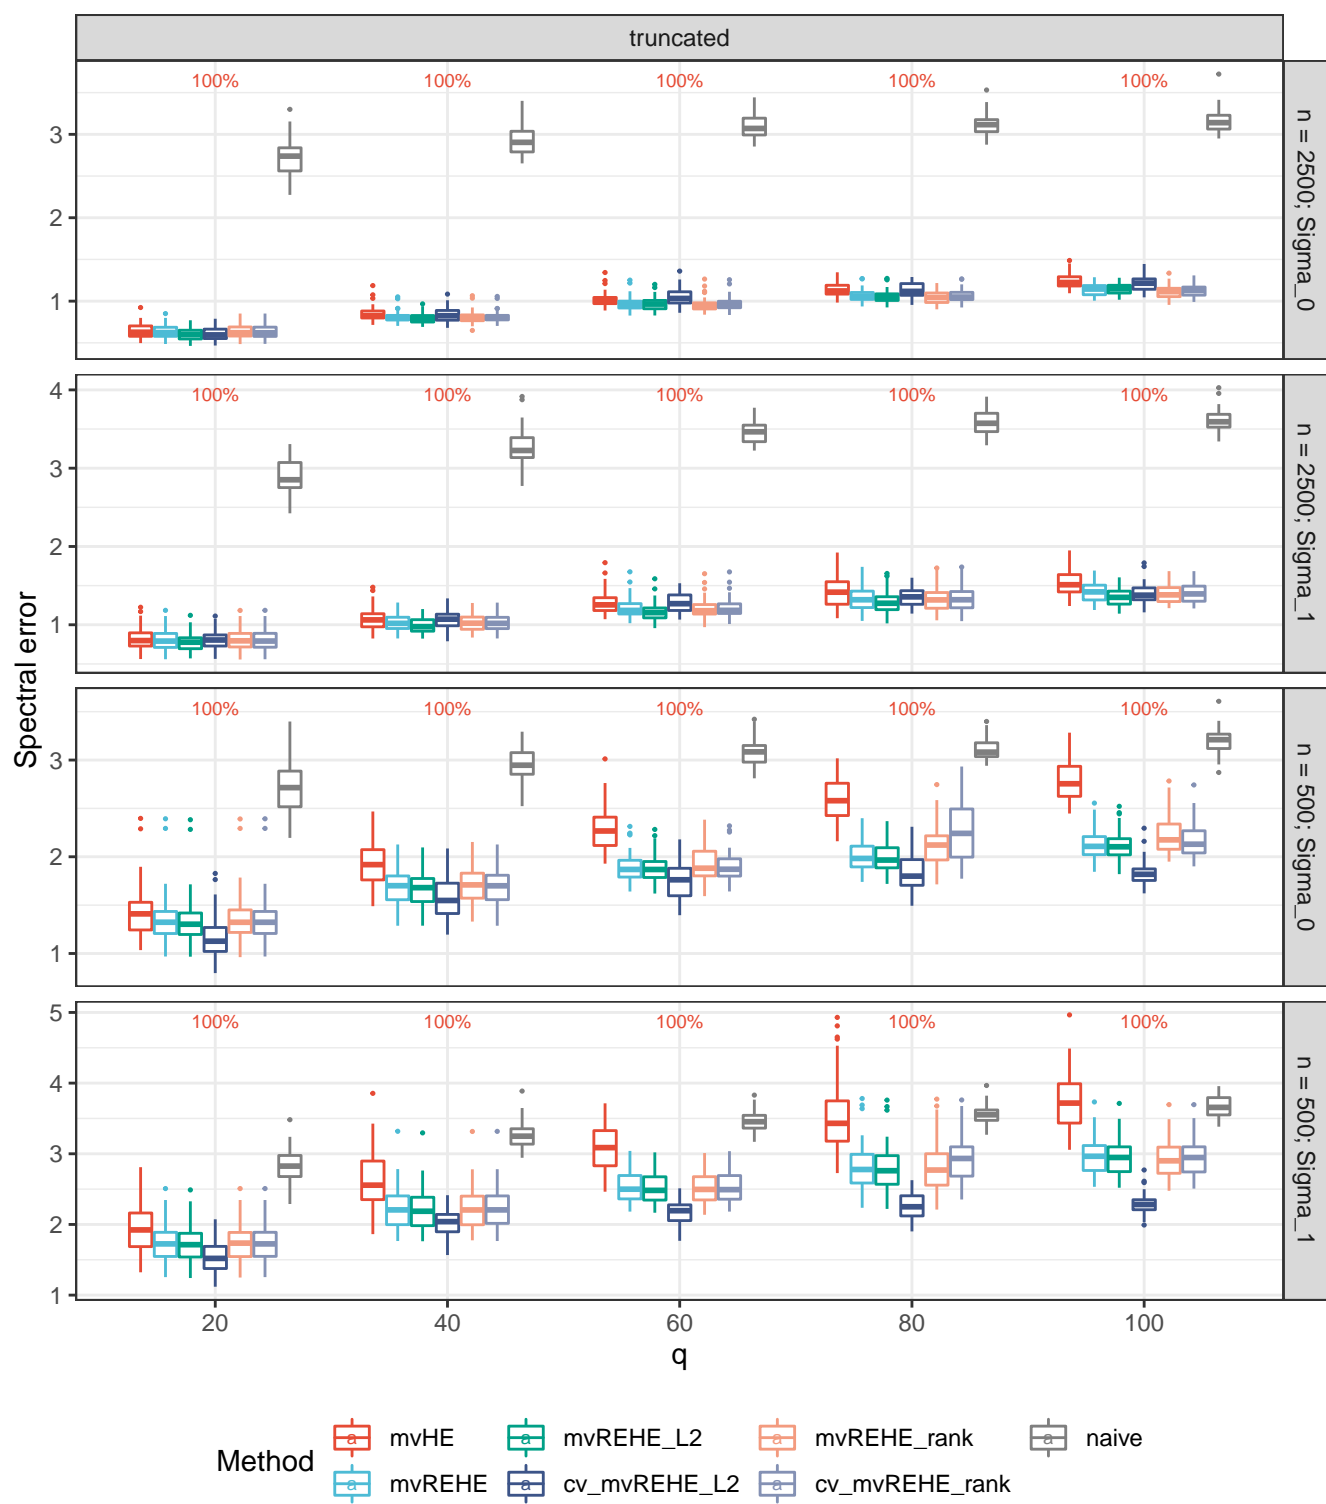 truncated
100% 100% 100% 100% 100%
3
2
1
n = 2500; Sigma_0
100% 100% 100% 100% 100%
4
3
2
1
n = 2500; Sigma_1
Spectral error
100% 100% 100% 100% 100%
3
2
1
n = 500; Sigma_0
100% 100% 100% 100% 100%
5
4
3
2
1
n = 500; Sigma_1
20 40 60 80 100
q
Method
a mvHE a mvREHE_L2 a mvREHE_rank a naive
a mvREHE a cv_mvREHE_L2 a cv_mvREHE_rank